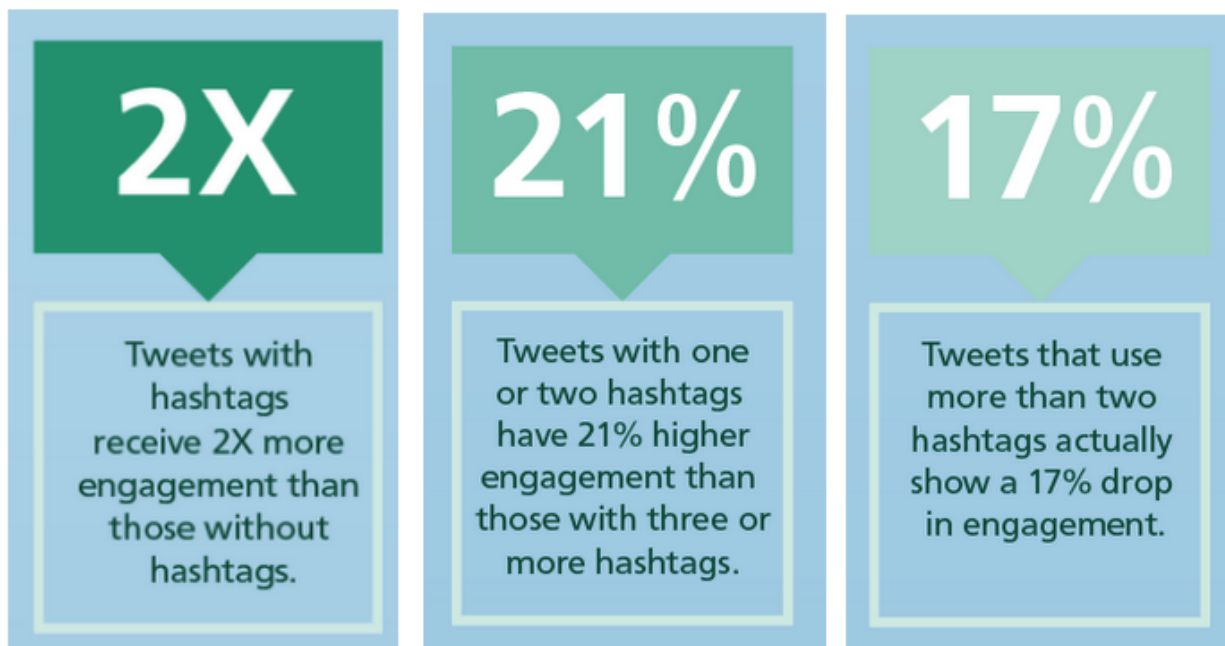 2X
Tweets with
hashtags
receive 2X more
engagement than
those without
hashtags.
21%
Tweets with one
or two hashtags
have 21% higher
engagement than
those with three or
more hashtags.
17%
Tweets that use
more than two
hashtags actually
show a 17% drop
in engagement.